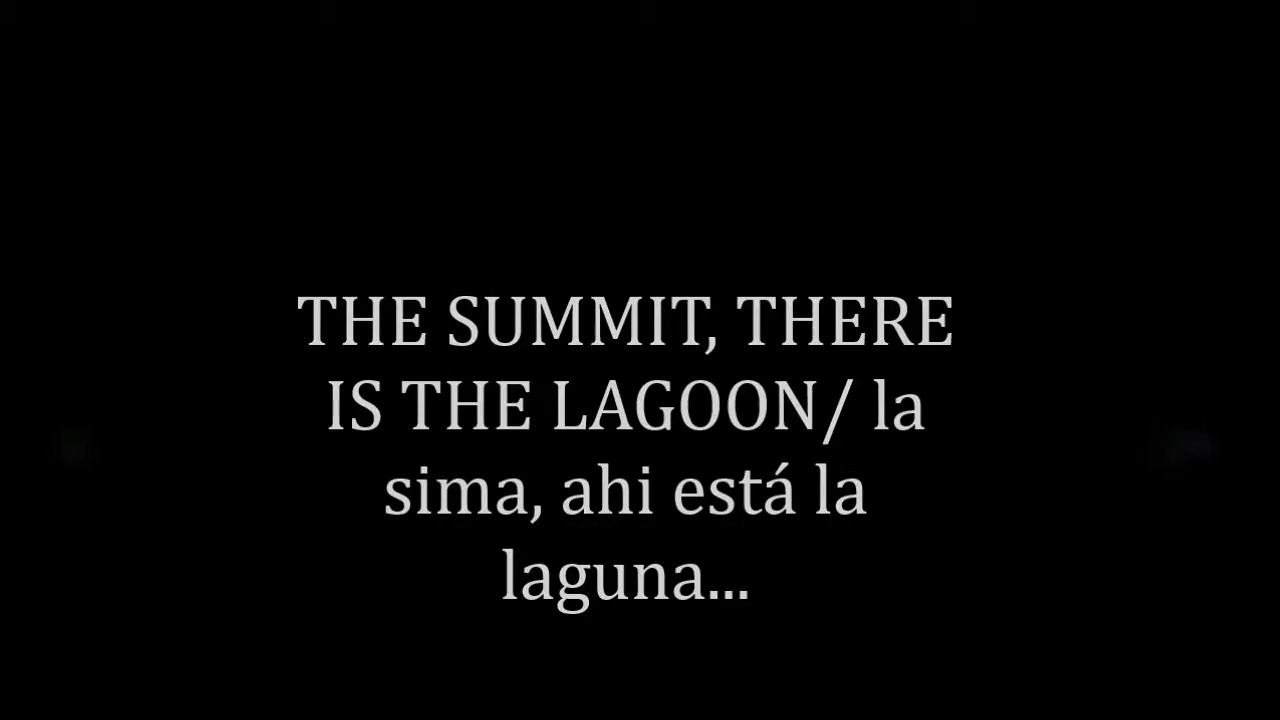 THE SUMMIT, THERE
IS THE LAGOON/ la
sima, ahi está la
laguna...